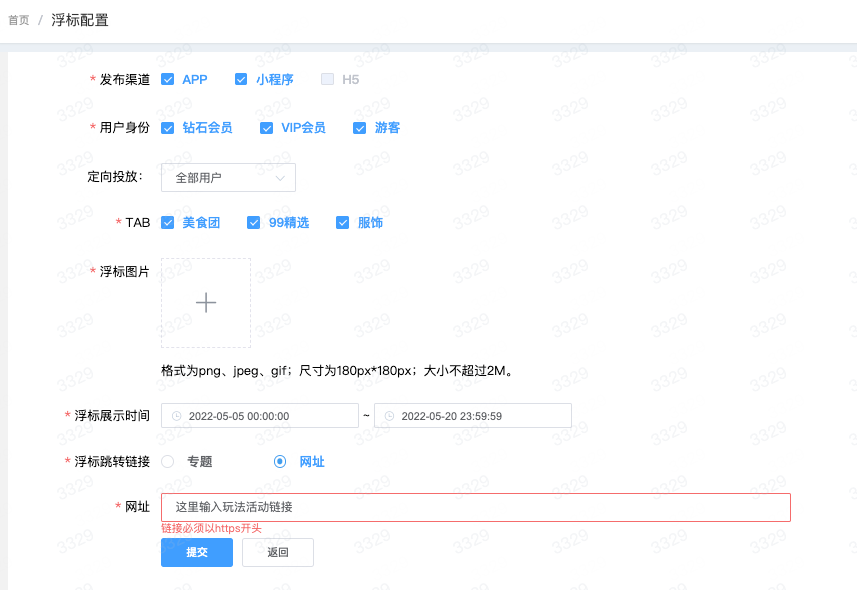 首页 / 浮标配置
* 发布渠道 APP 小程序 H5
* 用户身份 钻石会员 VIP会员 游客
定向投放: 全部用户
* TAB 美食团 99精选 服饰
* 浮标图片
格式为png、jpeg、gif；尺寸为180px*180px；大小不超过2M。
* 浮标展示时间 2022-05-05 00:00:00 ~ 2022-05-20 23:59:59
* 浮标跳转链接 专题 网址
* 网址 这里输入玩法活动链接
链接必须以https开头
提交 返回
3329